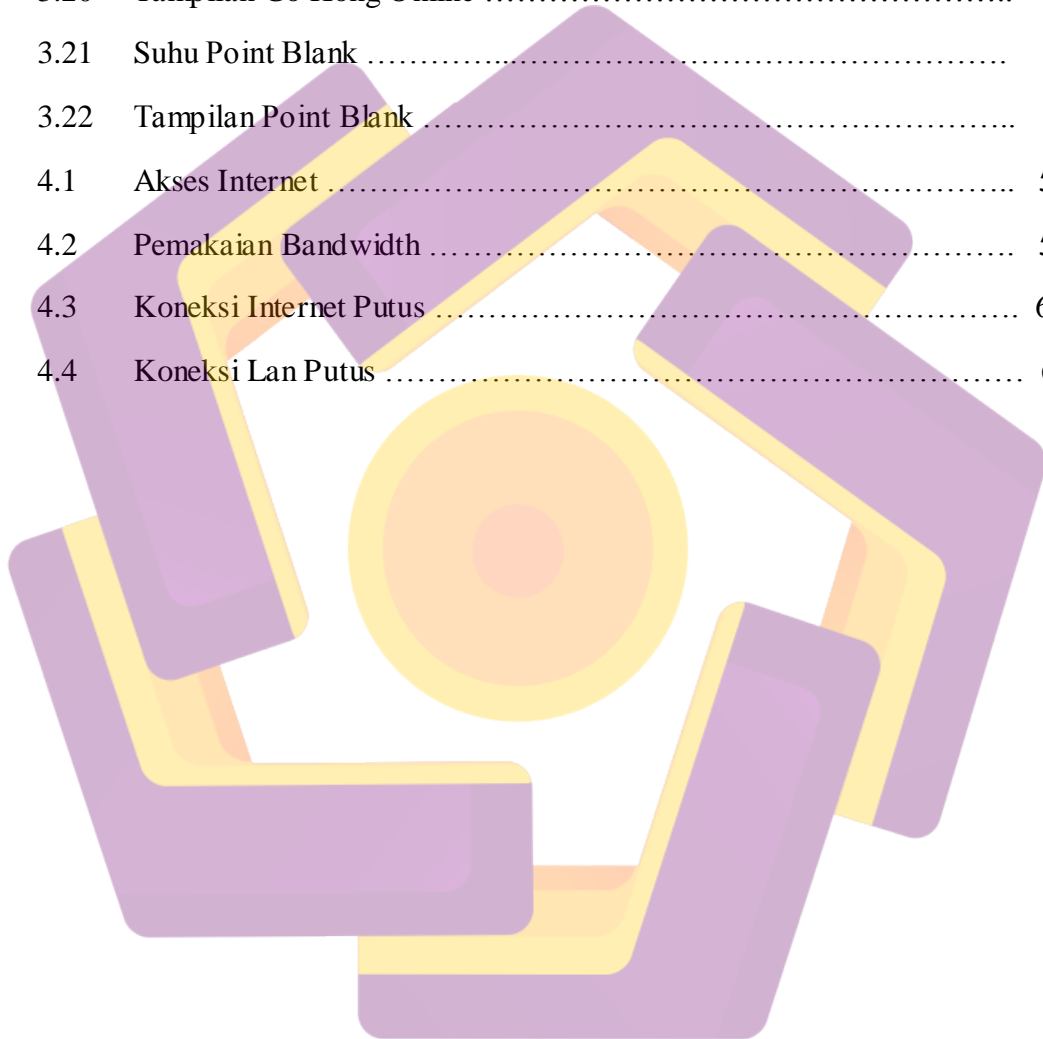 3.21 Suhu Point Blank …………..………………………………………………….
3.22 Tampilan Point Blank ……………………………………………………..
4.1 Akses Internet ……………………………………………………………..
4.2 Pemakaian Bandwidth …………………………………………………….
4.3 Koneksi Internet Putus ……………………………………………………..
4.4 Koneksi Lan Putus …………………………………………………………